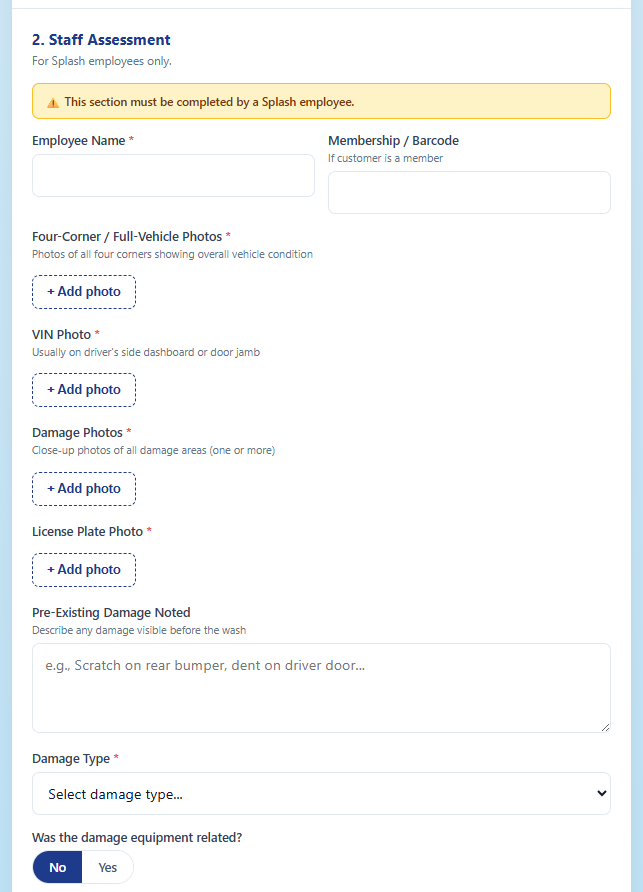 2. Staff Assessment
For Splash employees only.
⚠ This section must be completed by a Splash employee.
Employee Name *
Membership / Barcode
If customer is a member
Four-Corner / Full-Vehicle Photos *
Photos of all four corners showing overall vehicle condition
+ Add photo
VIN Photo *
Usually on driver's side dashboard or door jamb
+ Add photo
Damage Photos *
Close-up photos of all damage areas (one or more)
+ Add photo
License Plate Photo *
+ Add photo
Pre-Existing Damage Noted
Describe any damage visible before the wash
e.g., Scratch on rear bumper, dent on driver door...
Damage Type *
Select damage type...
Was the damage equipment related?
No Yes